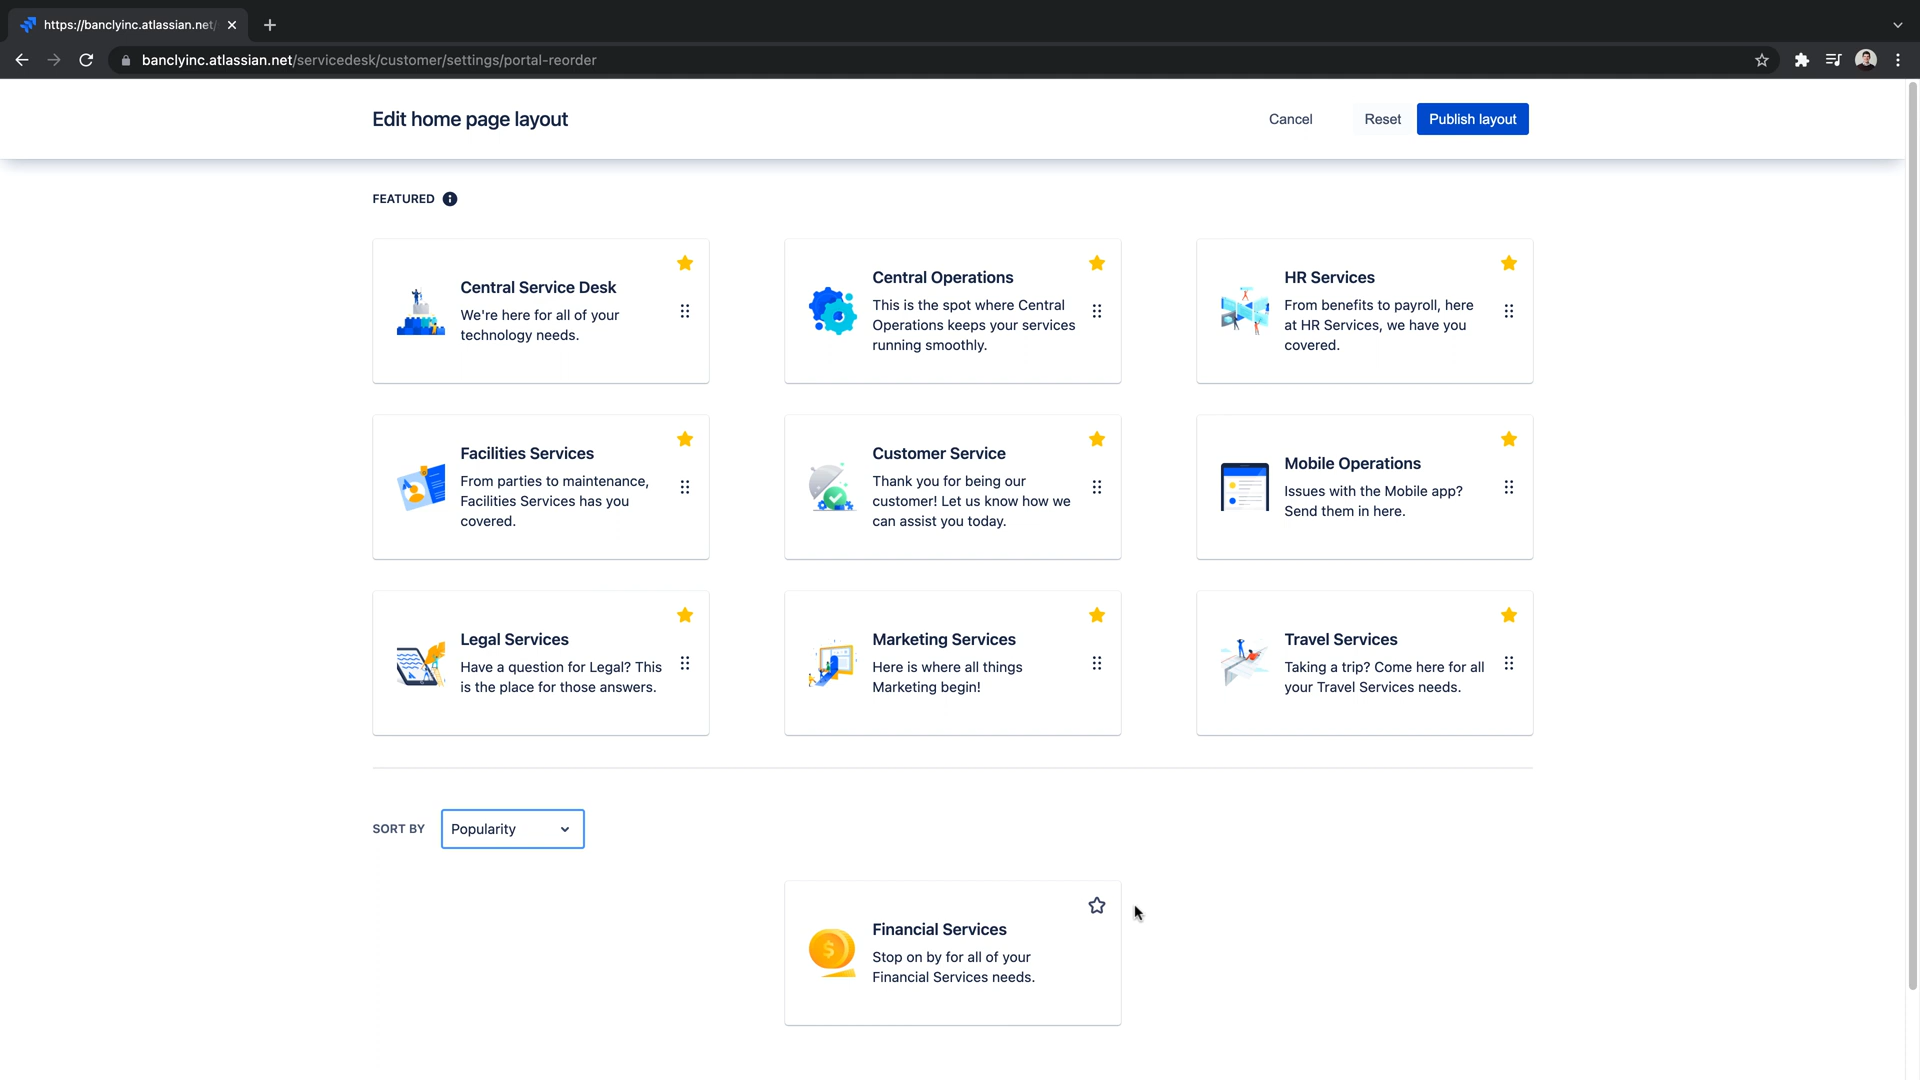 https://banclyinc.atlassian.net/
banclyinc.atlassian.net/servicedesk/customer/settings/portal-reorder
Edit home page layout
Cancel
Reset
Publish layout
FEATURED
Central Service Desk
We're here for all of your
technology needs.
Central Operations
This is the spot where Central
Operations keeps your services
running smoothly.
HR Services
From benefits to payroll, here
at HR Services, we have you
covered.
Facilities Services
From parties to maintenance,
Facilities Services has you
covered.
Customer Service
Thank you for being our
customer! Let us know how we
can assist you today.
Mobile Operations
Issues with the Mobile app?
Send them in here.
Legal Services
Have a question for Legal? This
is the place for those answers.
Marketing Services
Here is where all things
Marketing begin!
Travel Services
Taking a trip? Come here for all
your Travel Services needs.
SORT BY
Popularity
Financial Services
Stop on by for all of your
Financial Services needs.